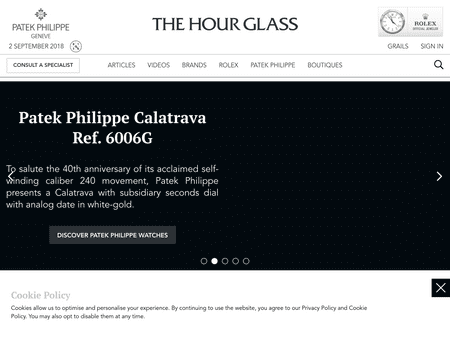 PATEK PHILIPPE
GENEVE
2 SEPTEMBER 2018
THE HOUR GLASS
ROLEX
OFFICIAL JEWELER
GRAILS SIGN IN
CONSULT A SPECIALIST ARTICLES VIDEOS BRANDS ROLEX PATEK PHILIPPE BOUTIQUES
Patek Philippe Calatrava
Ref. 6006G
To salute the 40th anniversary of its acclaimed self-
winding caliber 240 movement, Patek Philippe
presents a Calatrava with subsidiary seconds dial
with analog date in white-gold.
DISCOVER PATEK PHILIPPE WATCHES
Cookie Policy
Cookies allow us to optimise and personalise your experience. By continuing to use the website, you agree to our Privacy Policy and Cookie
Policy. You may also opt to disable them at any time.